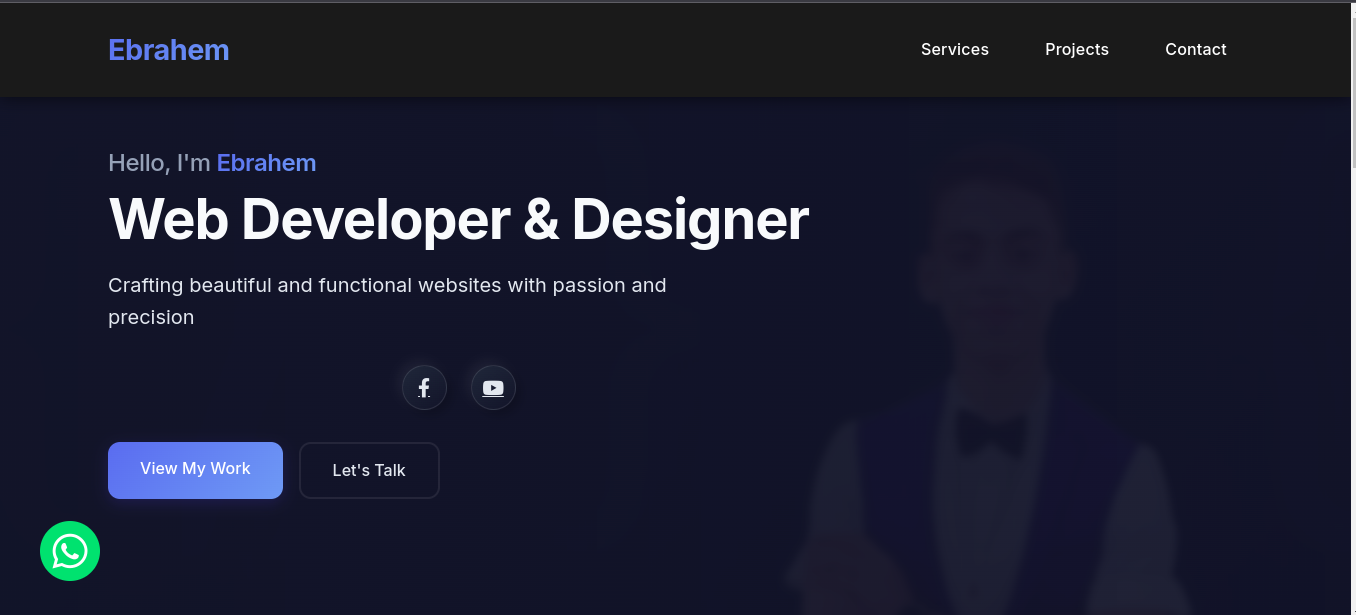 Ebrahem
Services
Projects
Contact
Hello, I'm Ebrahem
Web Developer & Designer
Crafting beautiful and functional websites with passion and
precision
View My Work
Let's Talk